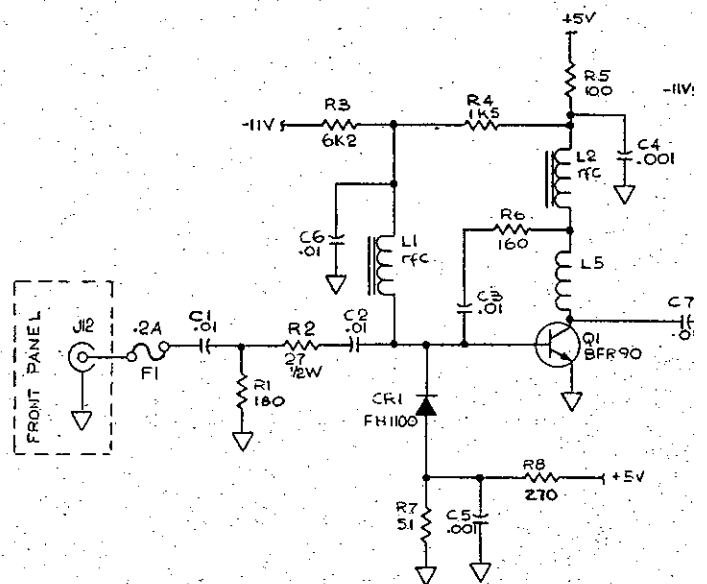 +5V
R5
100
-11V
R3
6K2
-11V
R4
1K5
C4
.001
L2
rfc
R6
160
C6
.01
L1
rfc
L5
C3
.01
C7
.0
FRONT PANEL
J12
.2A
F1
C1
.01
R2
27
1/2W
C2
.01
Q1
BFR90
R1
180
CR1
FH1100
R8
270
+5V
R7
51
C5
.001